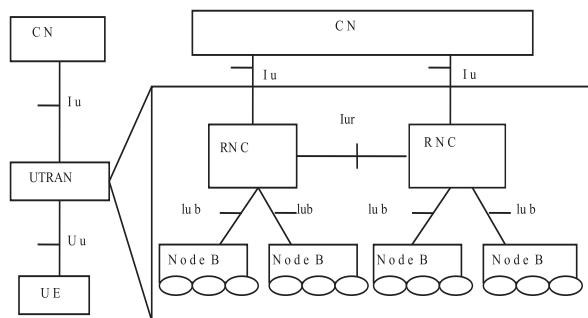 CN
Iu
UTRAN
Uu
UE
CN
Iu
Iu
RNC
Iur
RNC
Iub
Iub
Iub
Iub
Node B
Node B
Node B
Node B